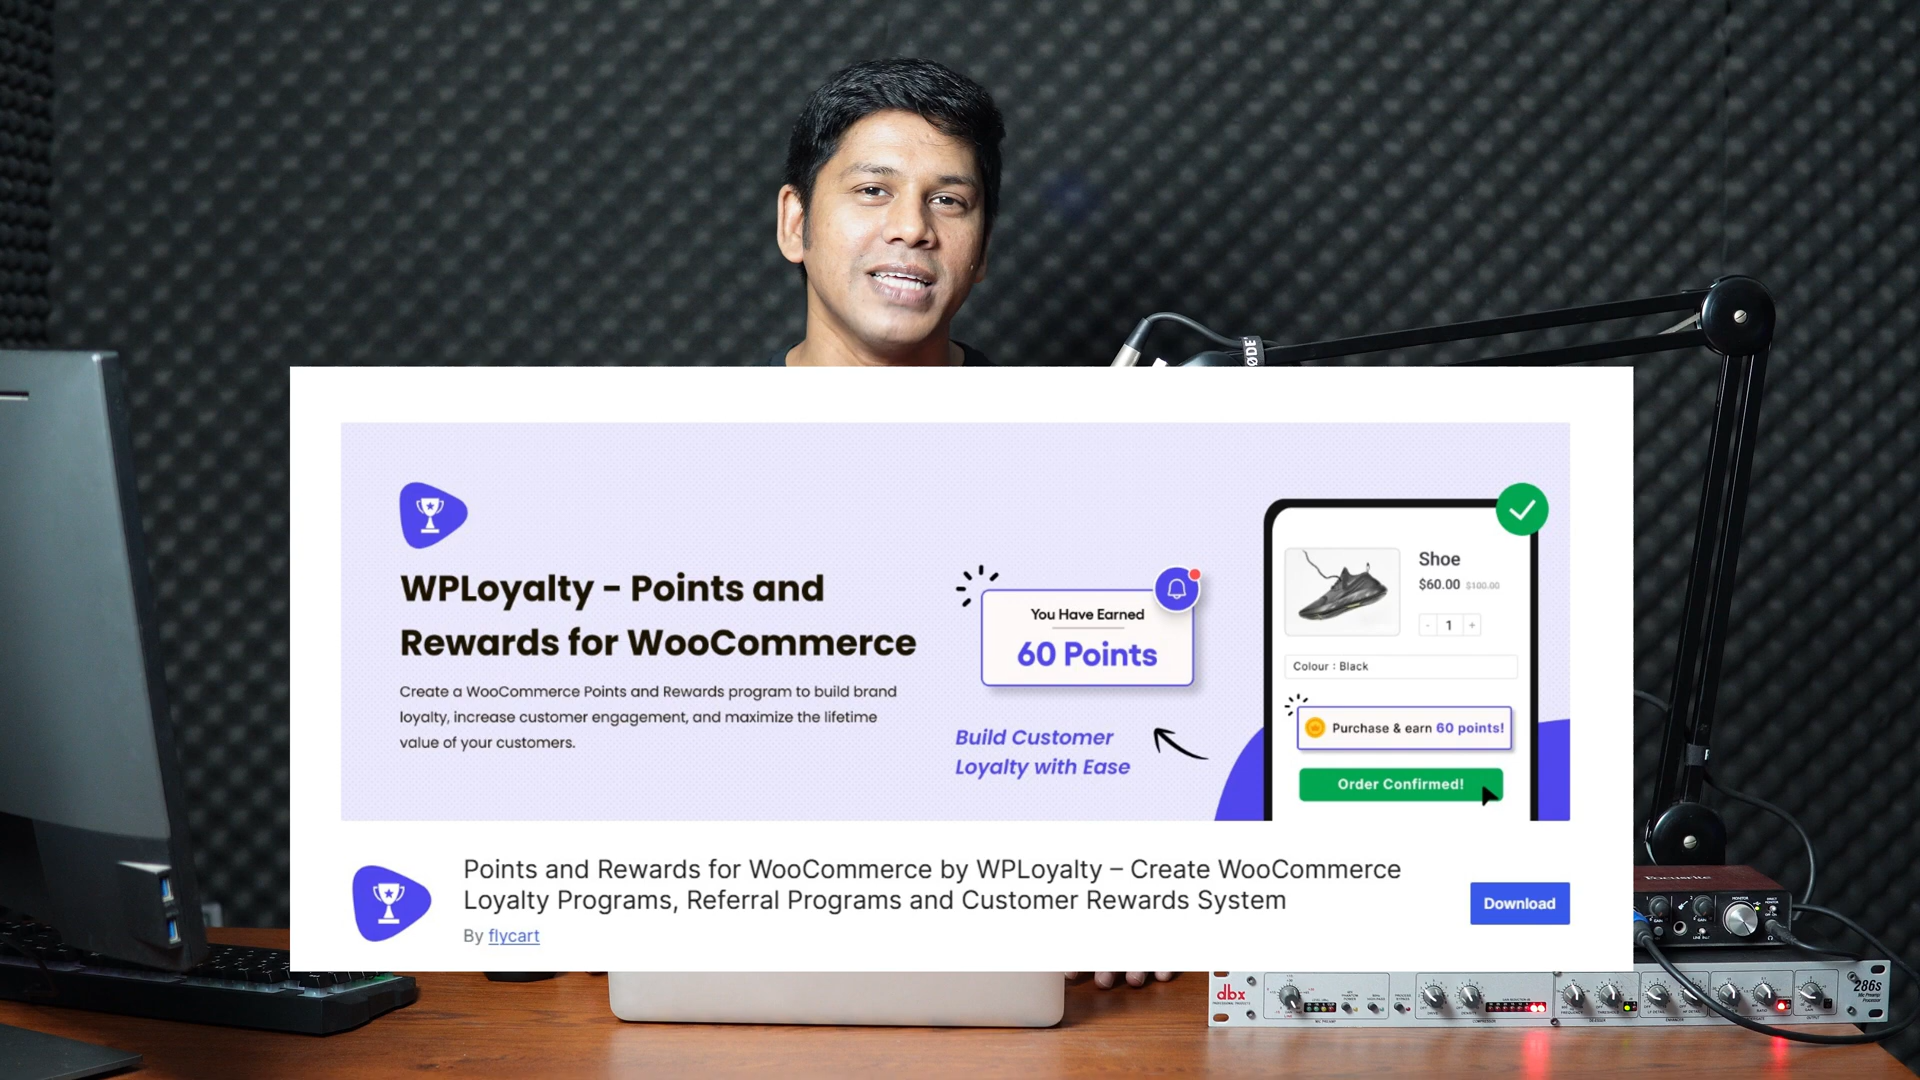 RØDE
WPLoyalty – Points and
Rewards for WooCommerce
Create a WooCommerce Points and Rewards program to build brand
loyalty, increase customer engagement, and maximize the lifetime
value of your customers.
You Have Earned
60 Points
Build Customer
Loyalty with Ease
Shoe
$60.00 $100.00
- 1 +
Colour : Black
Purchase & earn 60 points!
Order Confirmed!
Points and Rewards for WooCommerce by WPLoyalty – Create WooCommerce
Loyalty Programs, Referral Programs and Customer Rewards System
By flycart
Download
Focusrite
MONITOR
dbx
286s